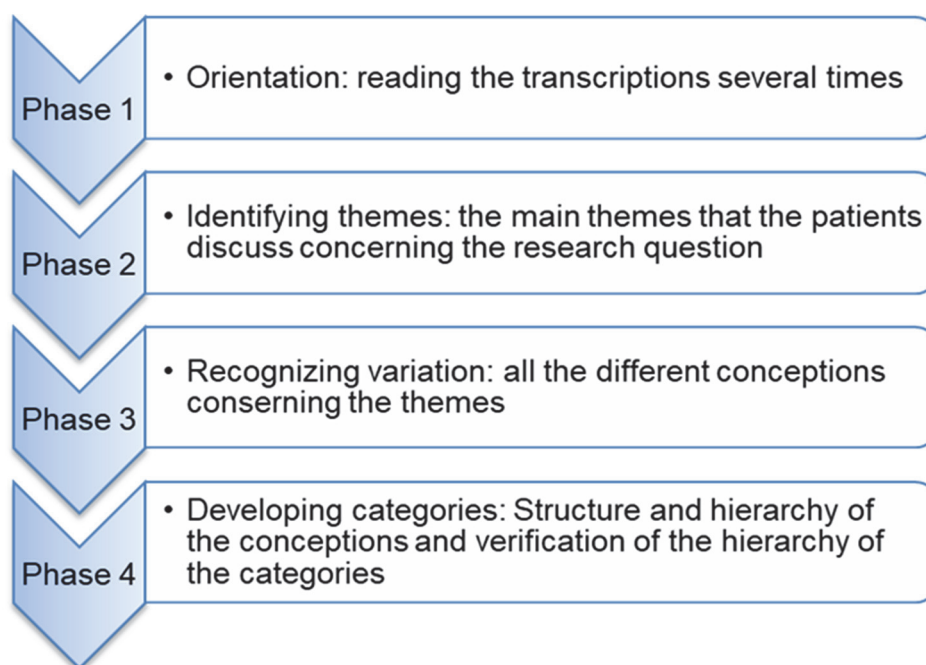 Phase 1
• Orientation: reading the transcriptions several times
Phase 2
• Identifying themes: the main themes that the patients
discuss concerning the research question
Phase 3
• Recognizing variation: all the different conceptions
conserning the themes
Phase 4
• Developing categories: Structure and hierarchy of
the conceptions and verification of the hierarchy of
the categories